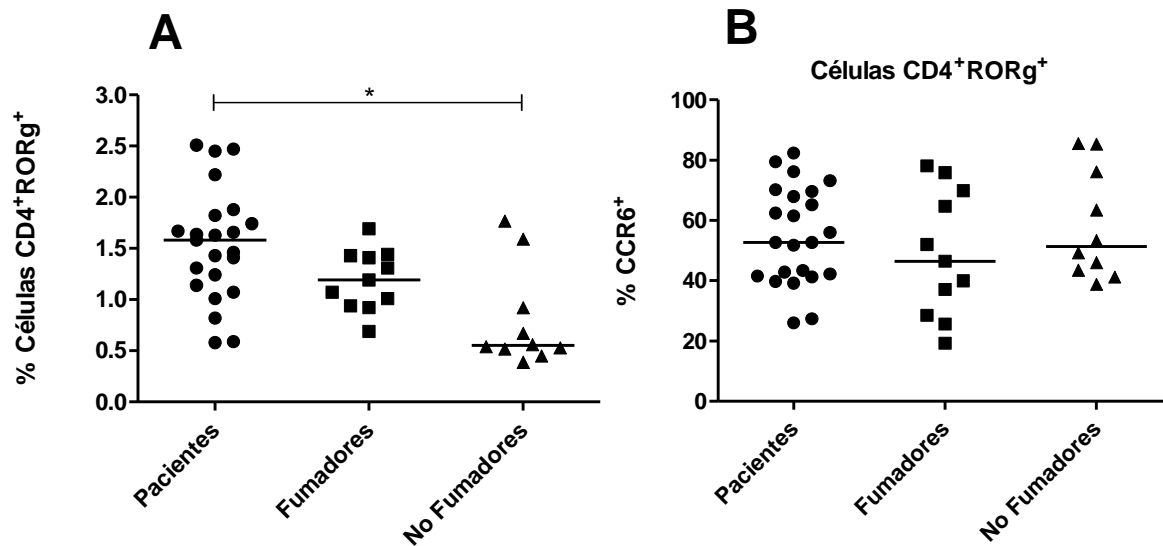 A
% Células CD4⁺RORg⁺
3.0
2.5
2.0
1.5
1.0
0.5
0.0
*
Pacientes
Fumadores
No Fumadores
B
Células CD4⁺RORg⁺
% CCR6⁺
100
80
60
40
20
0
Pacientes
Fumadores
No Fumadores